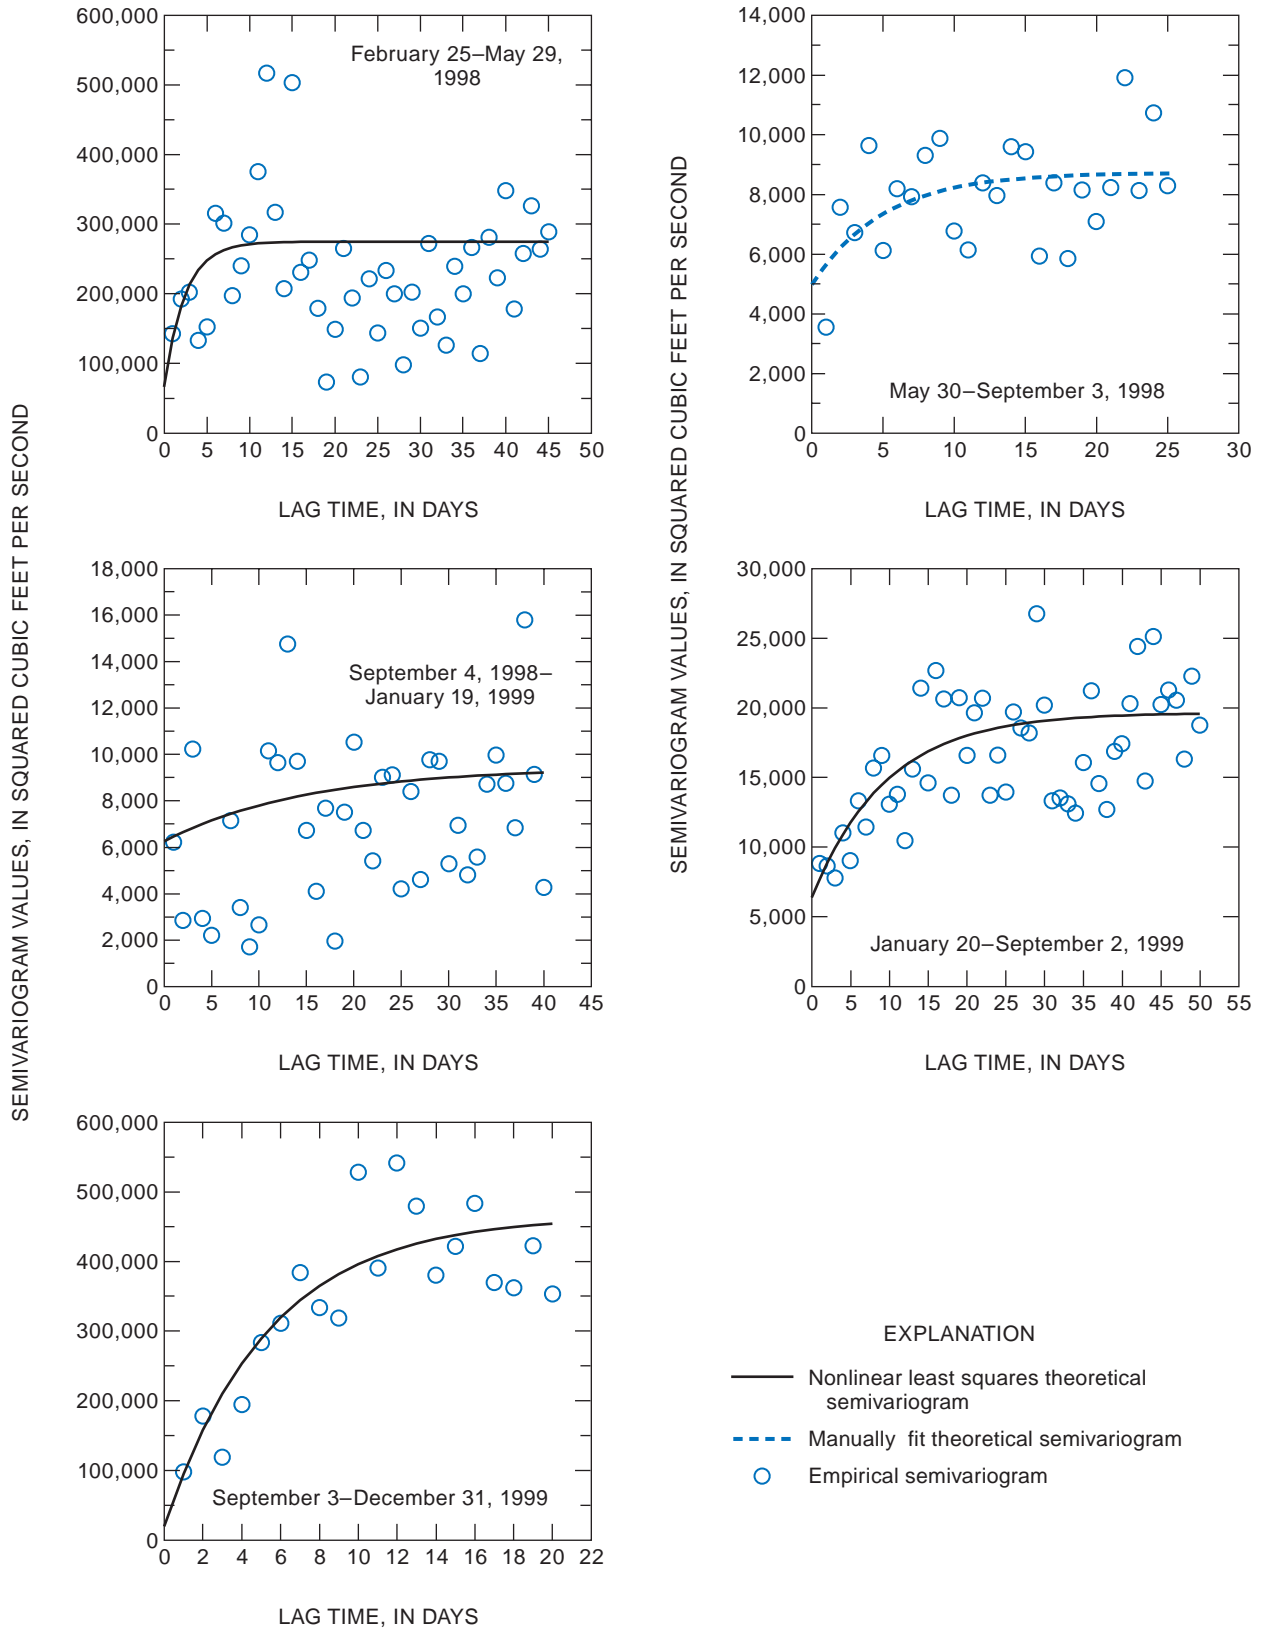 SEMIVARIOGRAM VALUES, IN SQUARED CUBIC FEET PER SECOND
600,000
500,000
400,000
300,000
200,000
100,000
0
February 25–May 29,
1998
0 5 10 15 20 25 30 35 40 45 50
LAG TIME, IN DAYS
SEMIVARIOGRAM VALUES, IN SQUARED CUBIC FEET PER SECOND
14,000
12,000
10,000
8,000
6,000
4,000
2,000
0
May 30–September 3, 1998
0 5 10 15 20 25 30
LAG TIME, IN DAYS
18,000
16,000
14,000
12,000
10,000
8,000
6,000
4,000
2,000
0
September 4, 1998–
January 19, 1999
0 5 10 15 20 25 30 35 40 45
LAG TIME, IN DAYS
30,000
25,000
20,000
15,000
10,000
5,000
0
January 20–September 2, 1999
0 5 10 15 20 25 30 35 40 45 50 55
LAG TIME, IN DAYS
600,000
500,000
400,000
300,000
200,000
100,000
0
September 3–December 31, 1999
0 2 4 6 8 10 12 14 16 18 20 22
LAG TIME, IN DAYS
EXPLANATION
Nonlinear least squares theoretical
semivariogram
Manually fit theoretical semivariogram
Empirical semivariogram